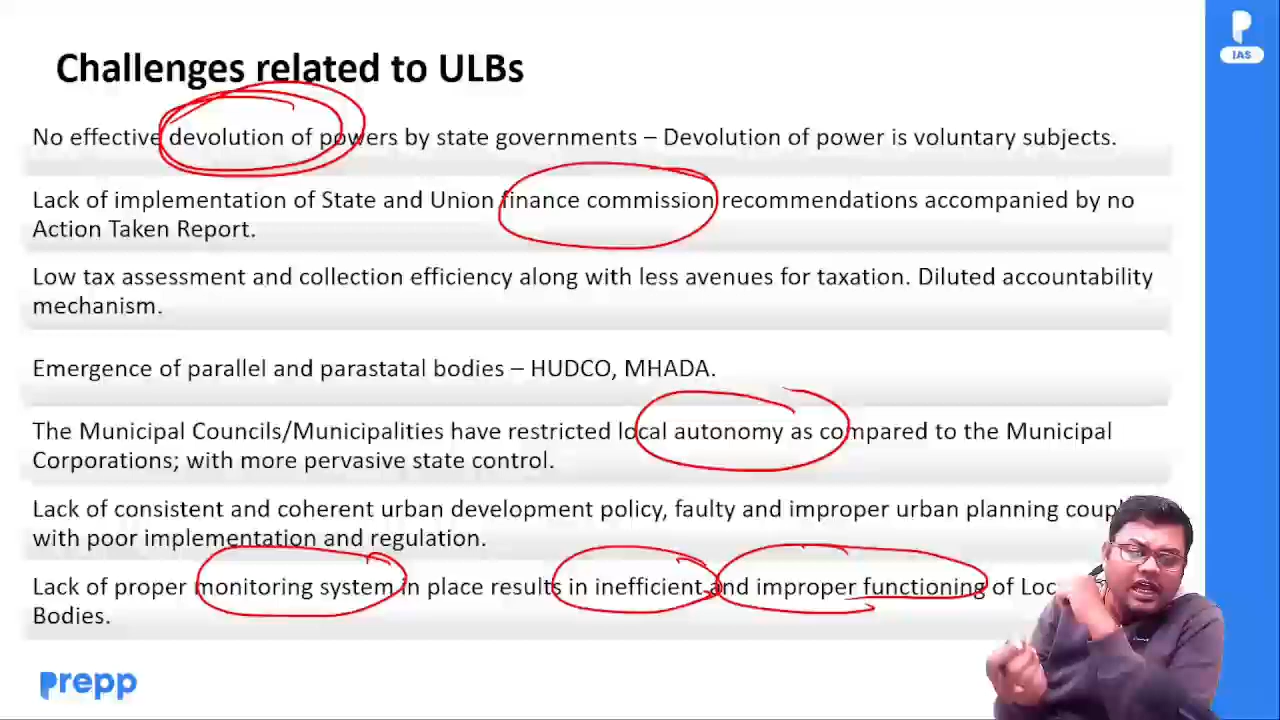 IAS
Challenges related to ULBs
No effective devolution of powers by state governments – Devolution of power is voluntary subjects.
Lack of implementation of State and Union finance commission recommendations accompanied by no
Action Taken Report.
Low tax assessment and collection efficiency along with less avenues for taxation. Diluted accountability
mechanism.
Emergence of parallel and parastatal bodies – HUDCO, MHADA.
The Municipal Councils/Municipalities have restricted local autonomy as compared to the Municipal
Corporations; with more pervasive state control.
Lack of consistent and coherent urban development policy, faulty and improper urban planning
with poor implementation and regulation.
Lack of proper monitoring system in place results in inefficient and improper functioning of
Bodies.
prepp